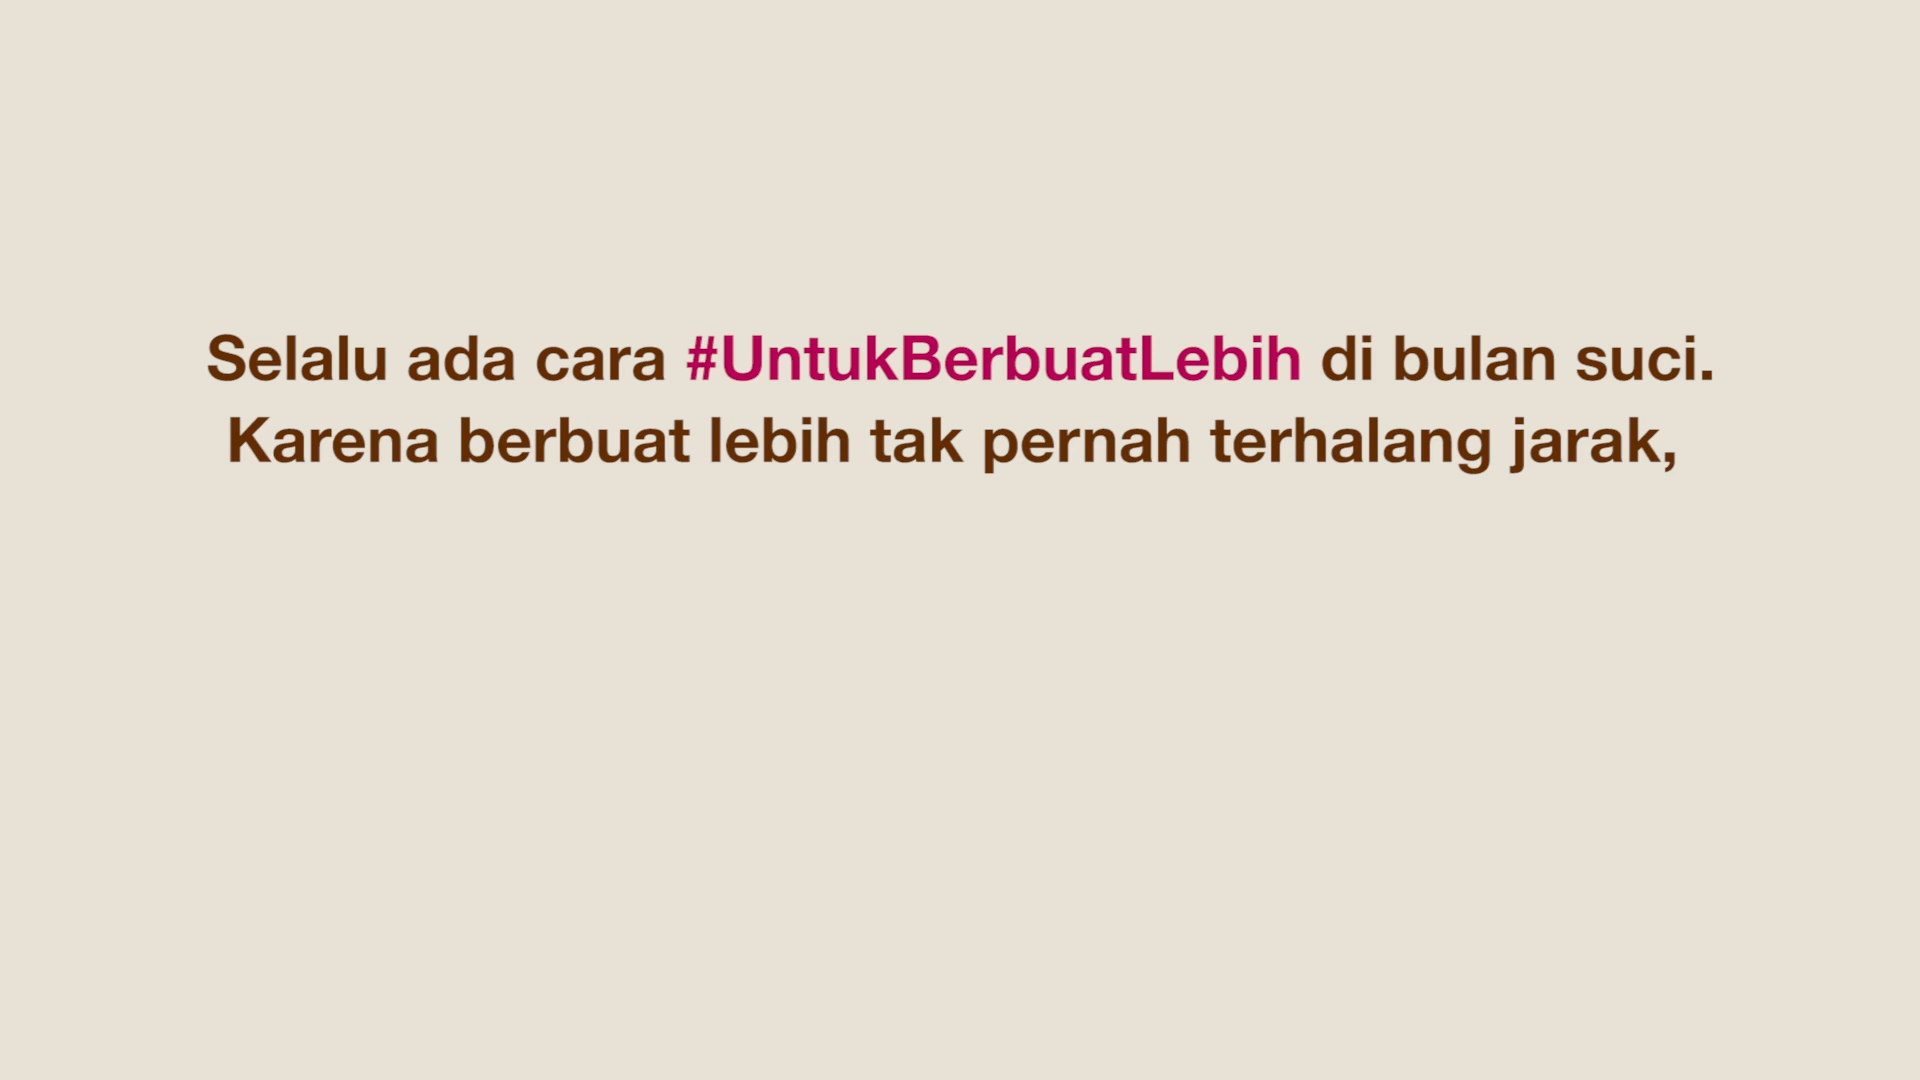 Selalu ada cara #UntukBerbuatLebih di bulan suci.
Karena berbuat lebih tak pernah terhalang jarak,